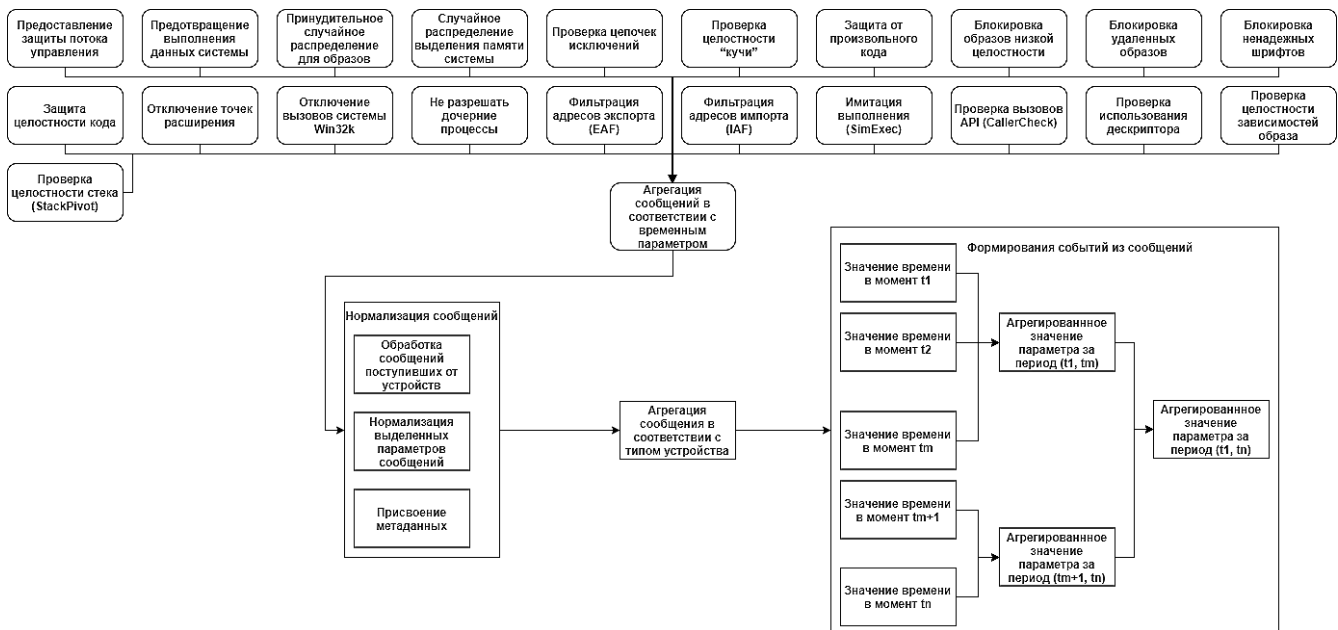 Предоставление
защиты потока
управления
Предотвращение
выполнения
данных системы
Принудительное
случайное
распределение
для образов
Случайное
распределение
выделения памяти
системы
Проверка цепочек
исключений
Проверка
целостности
“кучи”
Защита от
произвольного
кода
Блокировка
образов низкой
целостности
Блокировка
удаленных
образов
Блокировка
ненадежных
шрифтов
Защита
целостности кода
Отключение точек
расширения
Отключение
вызовов системы
Win32k
Не разрешать
дочерние
процессы
Фильтрация
адресов экспорта
(EAF)
Фильтрация
адресов импорта
(IAF)
Имитация
выполнения
(SimExec)
Проверка вызовов
API (CallerCheck)
Проверка
использования
дескриптора
Проверка
целостности
зависимостей
образа
Проверка
целостности стека
(StackPivot)
Агрегация
сообщений в
соответствии с
временным
параметром
Нормализация сообщений
Обработка
сообщений
поступивших от
устройств
Нормализация
выделенных
параметров
сообщений
Присвоение
метаданных
Агрегация
сообщения в
соответствии с
типом устройства
Формирования событий из сообщений
Значение времени
в момент t1
Значение времени
в момент t2
Значение времени
в момент tm
Значение времени
в момент tm+1
Значение времени
в момент tn
Агрегированнное
значение
параметра за
период (t1, tm)
Агрегированнное
значение
параметра за
период (tm+1, tn)
Агрегированнное
значение
параметра за
период (t1, tn)